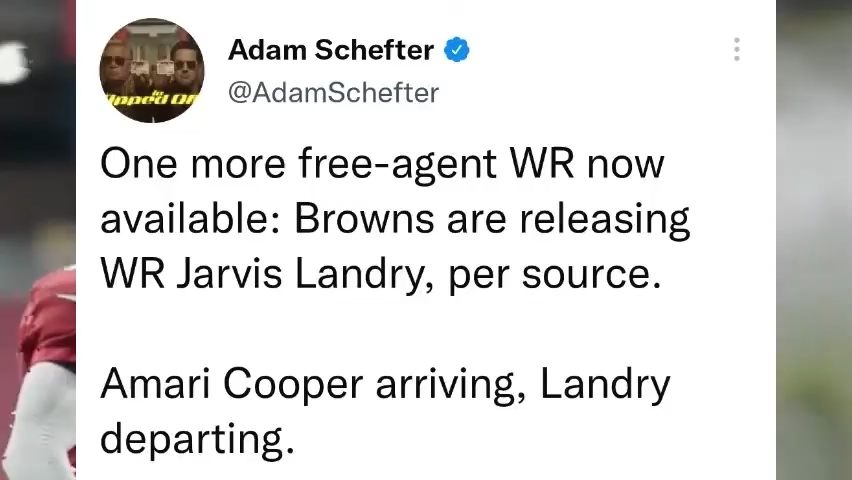 Adam Schefter
@AdamSchefter
One more free-agent WR now
available: Browns are releasing
WR Jarvis Landry, per source.
Amari Cooper arriving, Landry
departing.